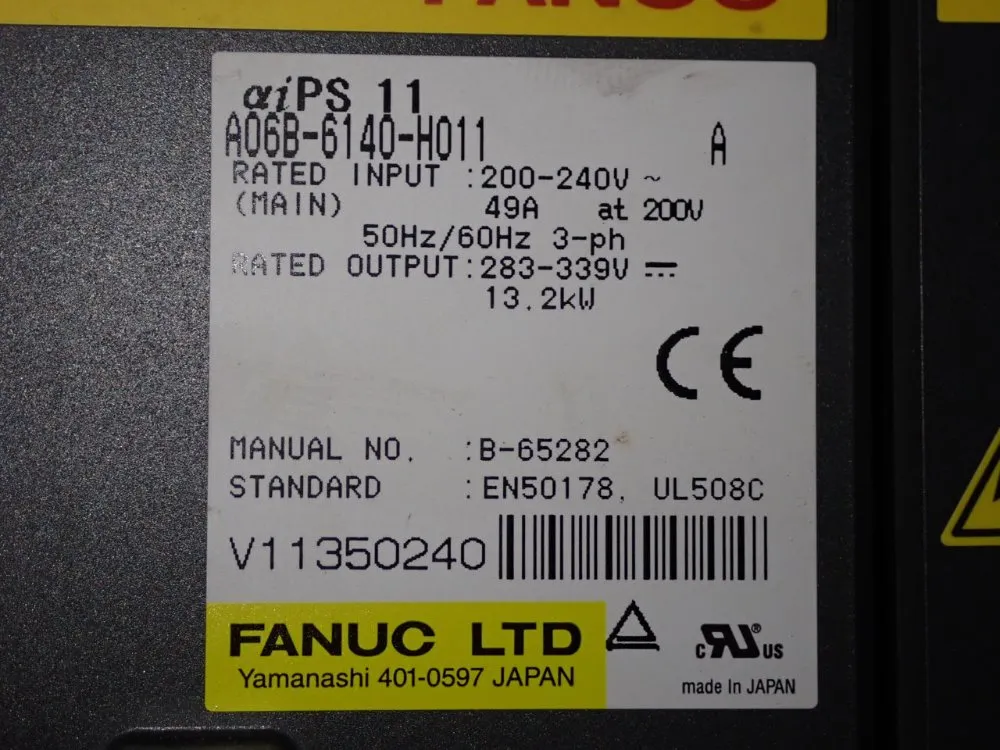 FANUC
αiPS 11
A06B-6140-H011 A
RATED INPUT :200-240V ~
(MAIN) 49A at 200V
50Hz/60Hz 3-ph
RATED OUTPUT:283-339V ⎓
13.2kW
CE
MANUAL NO. :B-65282
STANDARD :EN50178, UL508C
V11350240
FANUC LTD
Yamanashi 401-0597 JAPAN
c RU® US
made In JAPAN